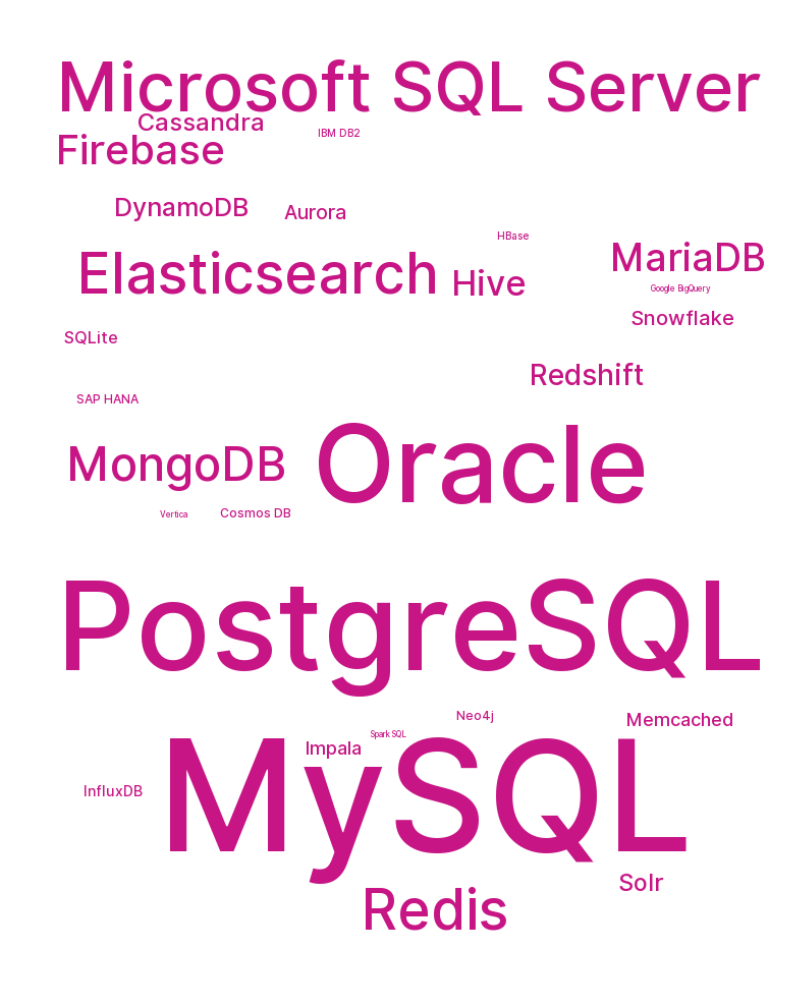 Microsoft SQL Server
Cassandra
IBM DB2
Firebase
DynamoDB
Aurora
HBase
Elasticsearch
Hive
MariaDB
Google BigQuery
Snowflake
SQLite
Redshift
SAP HANA
MongoDB
Oracle
Vertica
Cosmos DB
PostgreSQL
Neo4j
Memcached
Spark SQL
Impala
InfluxDB
MySQL
Solr
Redis